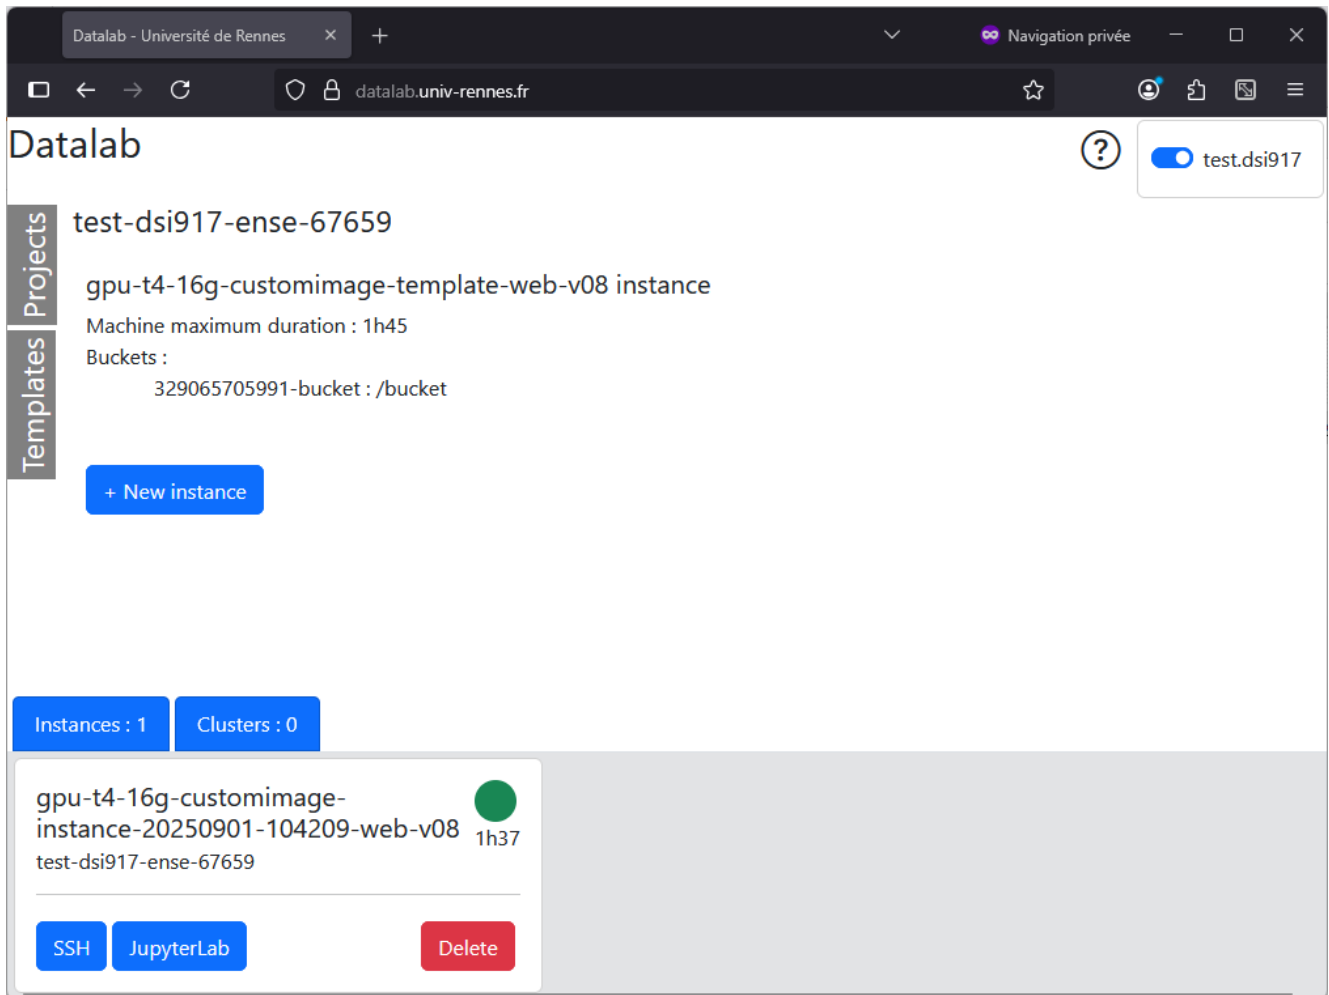 Datalab - Université de Rennes
Navigation privée
datalab.univ-rennes.fr
Datalab
?
test.dsi917
Projects
Templates
test-dsi917-ense-67659
gpu-t4-16g-customimage-template-web-v08 instance
Machine maximum duration : 1h45
Buckets :
329065705991-bucket : /bucket
+ New instance
Instances : 1
Clusters : 0
gpu-t4-16g-customimage-
instance-20250901-104209-web-v08
1h37
test-dsi917-ense-67659
SSH
JupyterLab
Delete